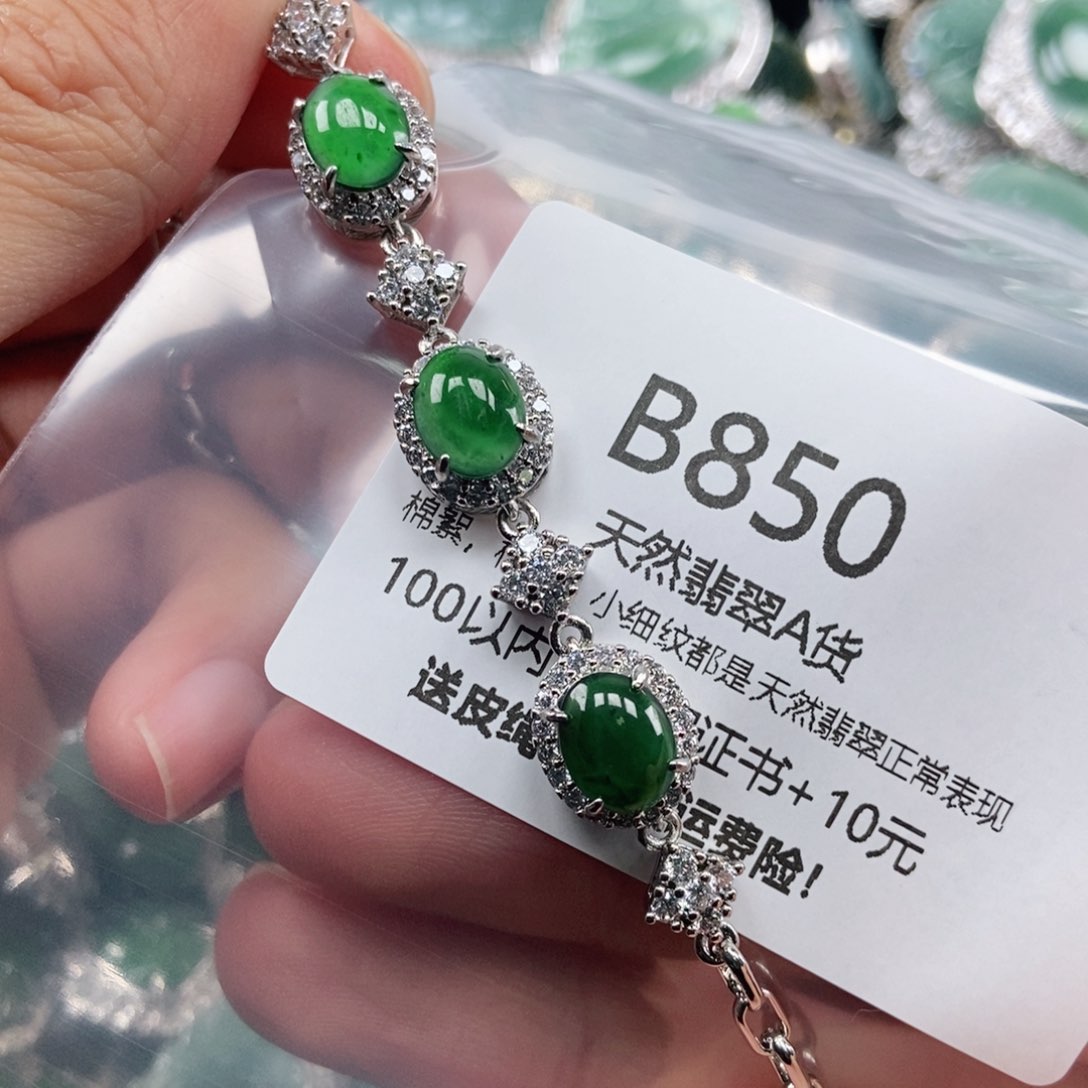 B850
天然翡翠A货
棉絮, 小细纹都是天然翡翠正常表现
100以内 证书+10元
送皮绳 运费险!